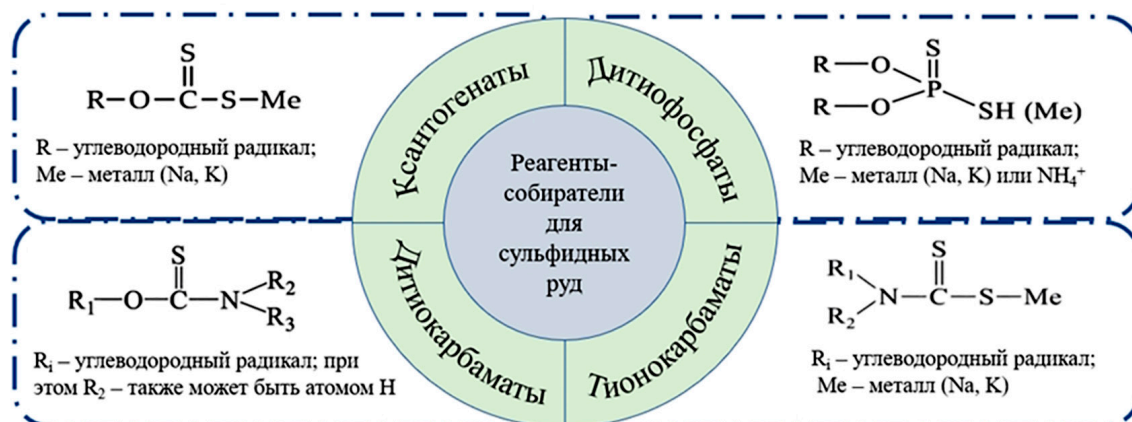 Ксантогенаты
Дитиофосфаты
Дитиокарбаматы
Тионокарбаматы
Реагенты-
собиратели
для
сульфидных
руд
S
R–O–C–S–Me
R – углеводородный радикал;
Me – металл (Na, K)
R–O S
R–O P
SH (Me)
R – углеводородный радикал;
Me – металл (Na, K) или NH₄⁺
S
R₁–O–C–N R₂
R₃
Rᵢ – углеводородный радикал; при
этом R₂ – также может быть атомом H
R₁ S
N–C–S–Me
R₂
Rᵢ – углеводородный радикал;
Me – металл (Na, K)